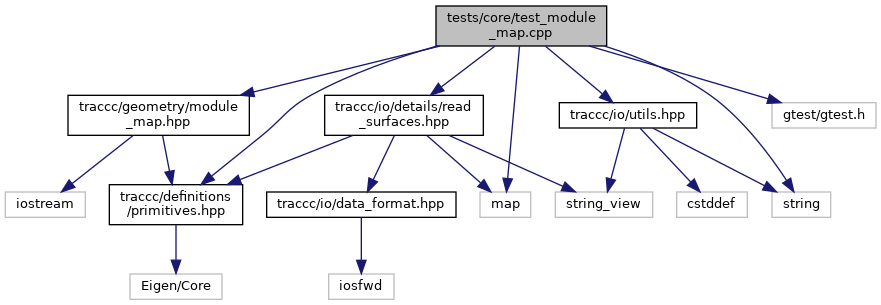 tests/core/test_module
_map.cpp
traccc/geometry/module
_map.hpp
traccc/io/details/read
_surfaces.hpp
traccc/io/utils.hpp
gtest/gtest.h
iostream
traccc/definitions
/primitives.hpp
traccc/io/data_format.hpp
map
string_view
cstddef
string
Eigen/Core
iosfwd